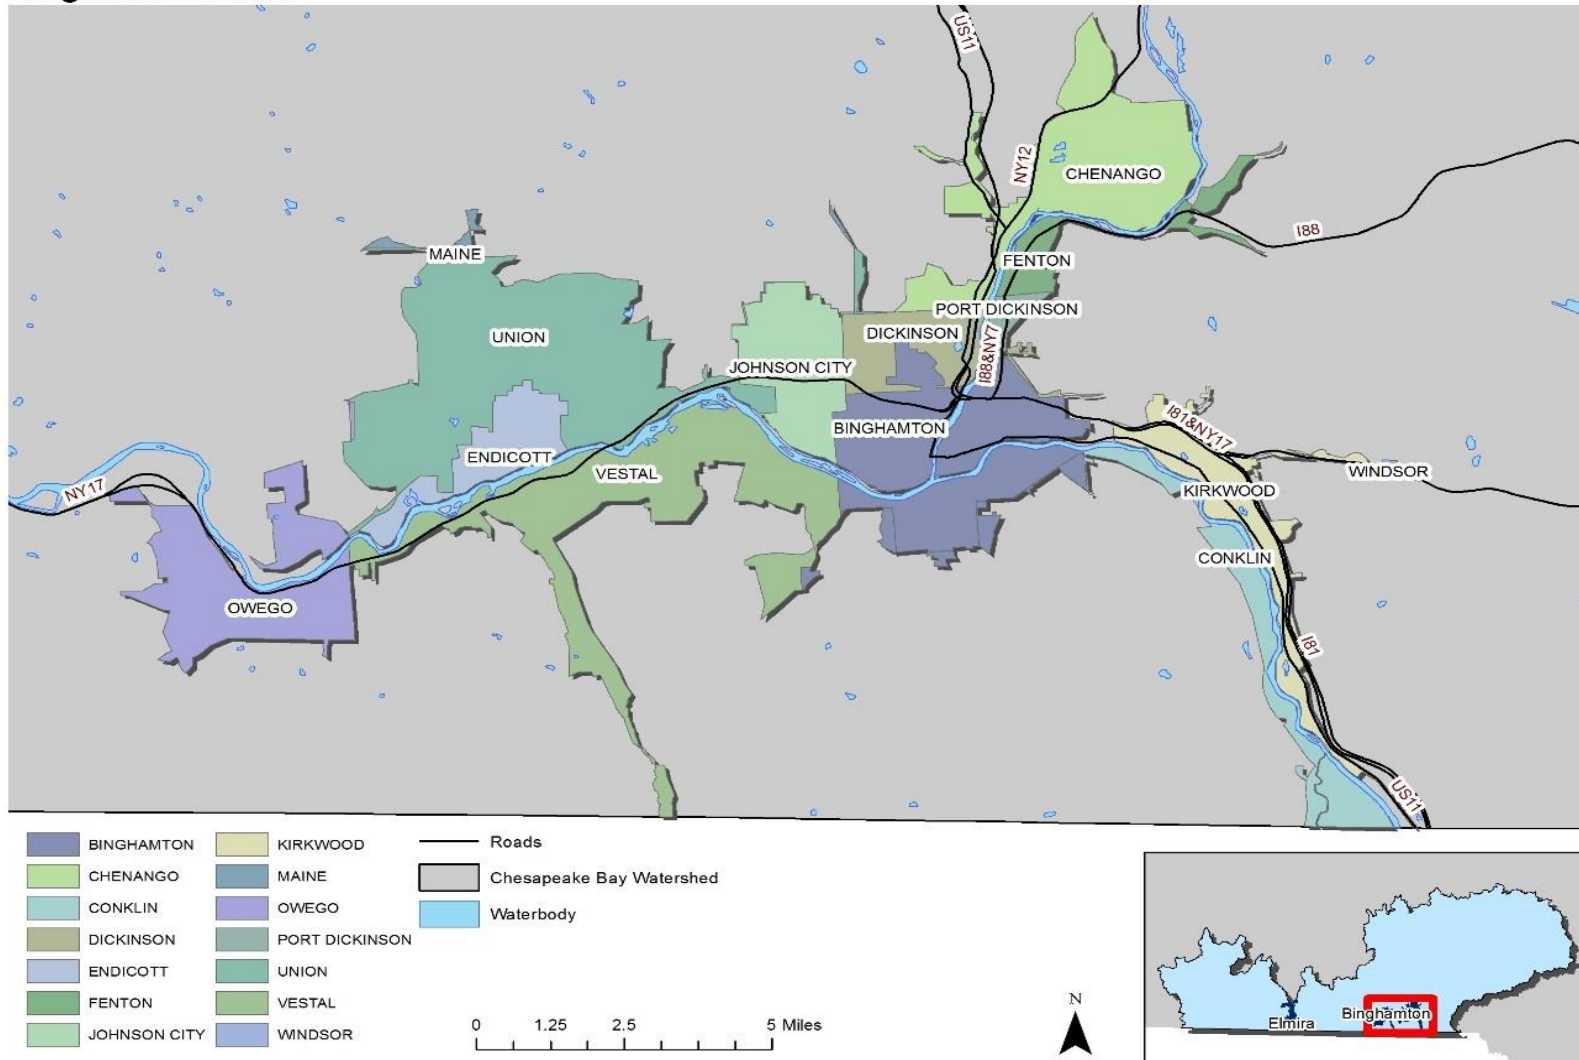 US11
NY12
CHENANGO
I88
MAINE
FENTON
PORT DICKINSON
UNION
DICKINSON
I88&NY7
JOHNSON CITY
BINGHAMTON
I81&NY17
ENDICOTT
VESTAL
WINDSOR
NY17
KIRKWOOD
CONKLIN
OWEGO
I81
US11
BINGHAMTON
CHENANGO
CONKLIN
DICKINSON
ENDICOTT
FENTON
JOHNSON CITY
KIRKWOOD
MAINE
OWEGO
PORT DICKINSON
UNION
VESTAL
WINDSOR
Roads
Chesapeake Bay Watershed
Waterbody
0 1.25 2.5 5 Miles
N
Elmira
Binghamton